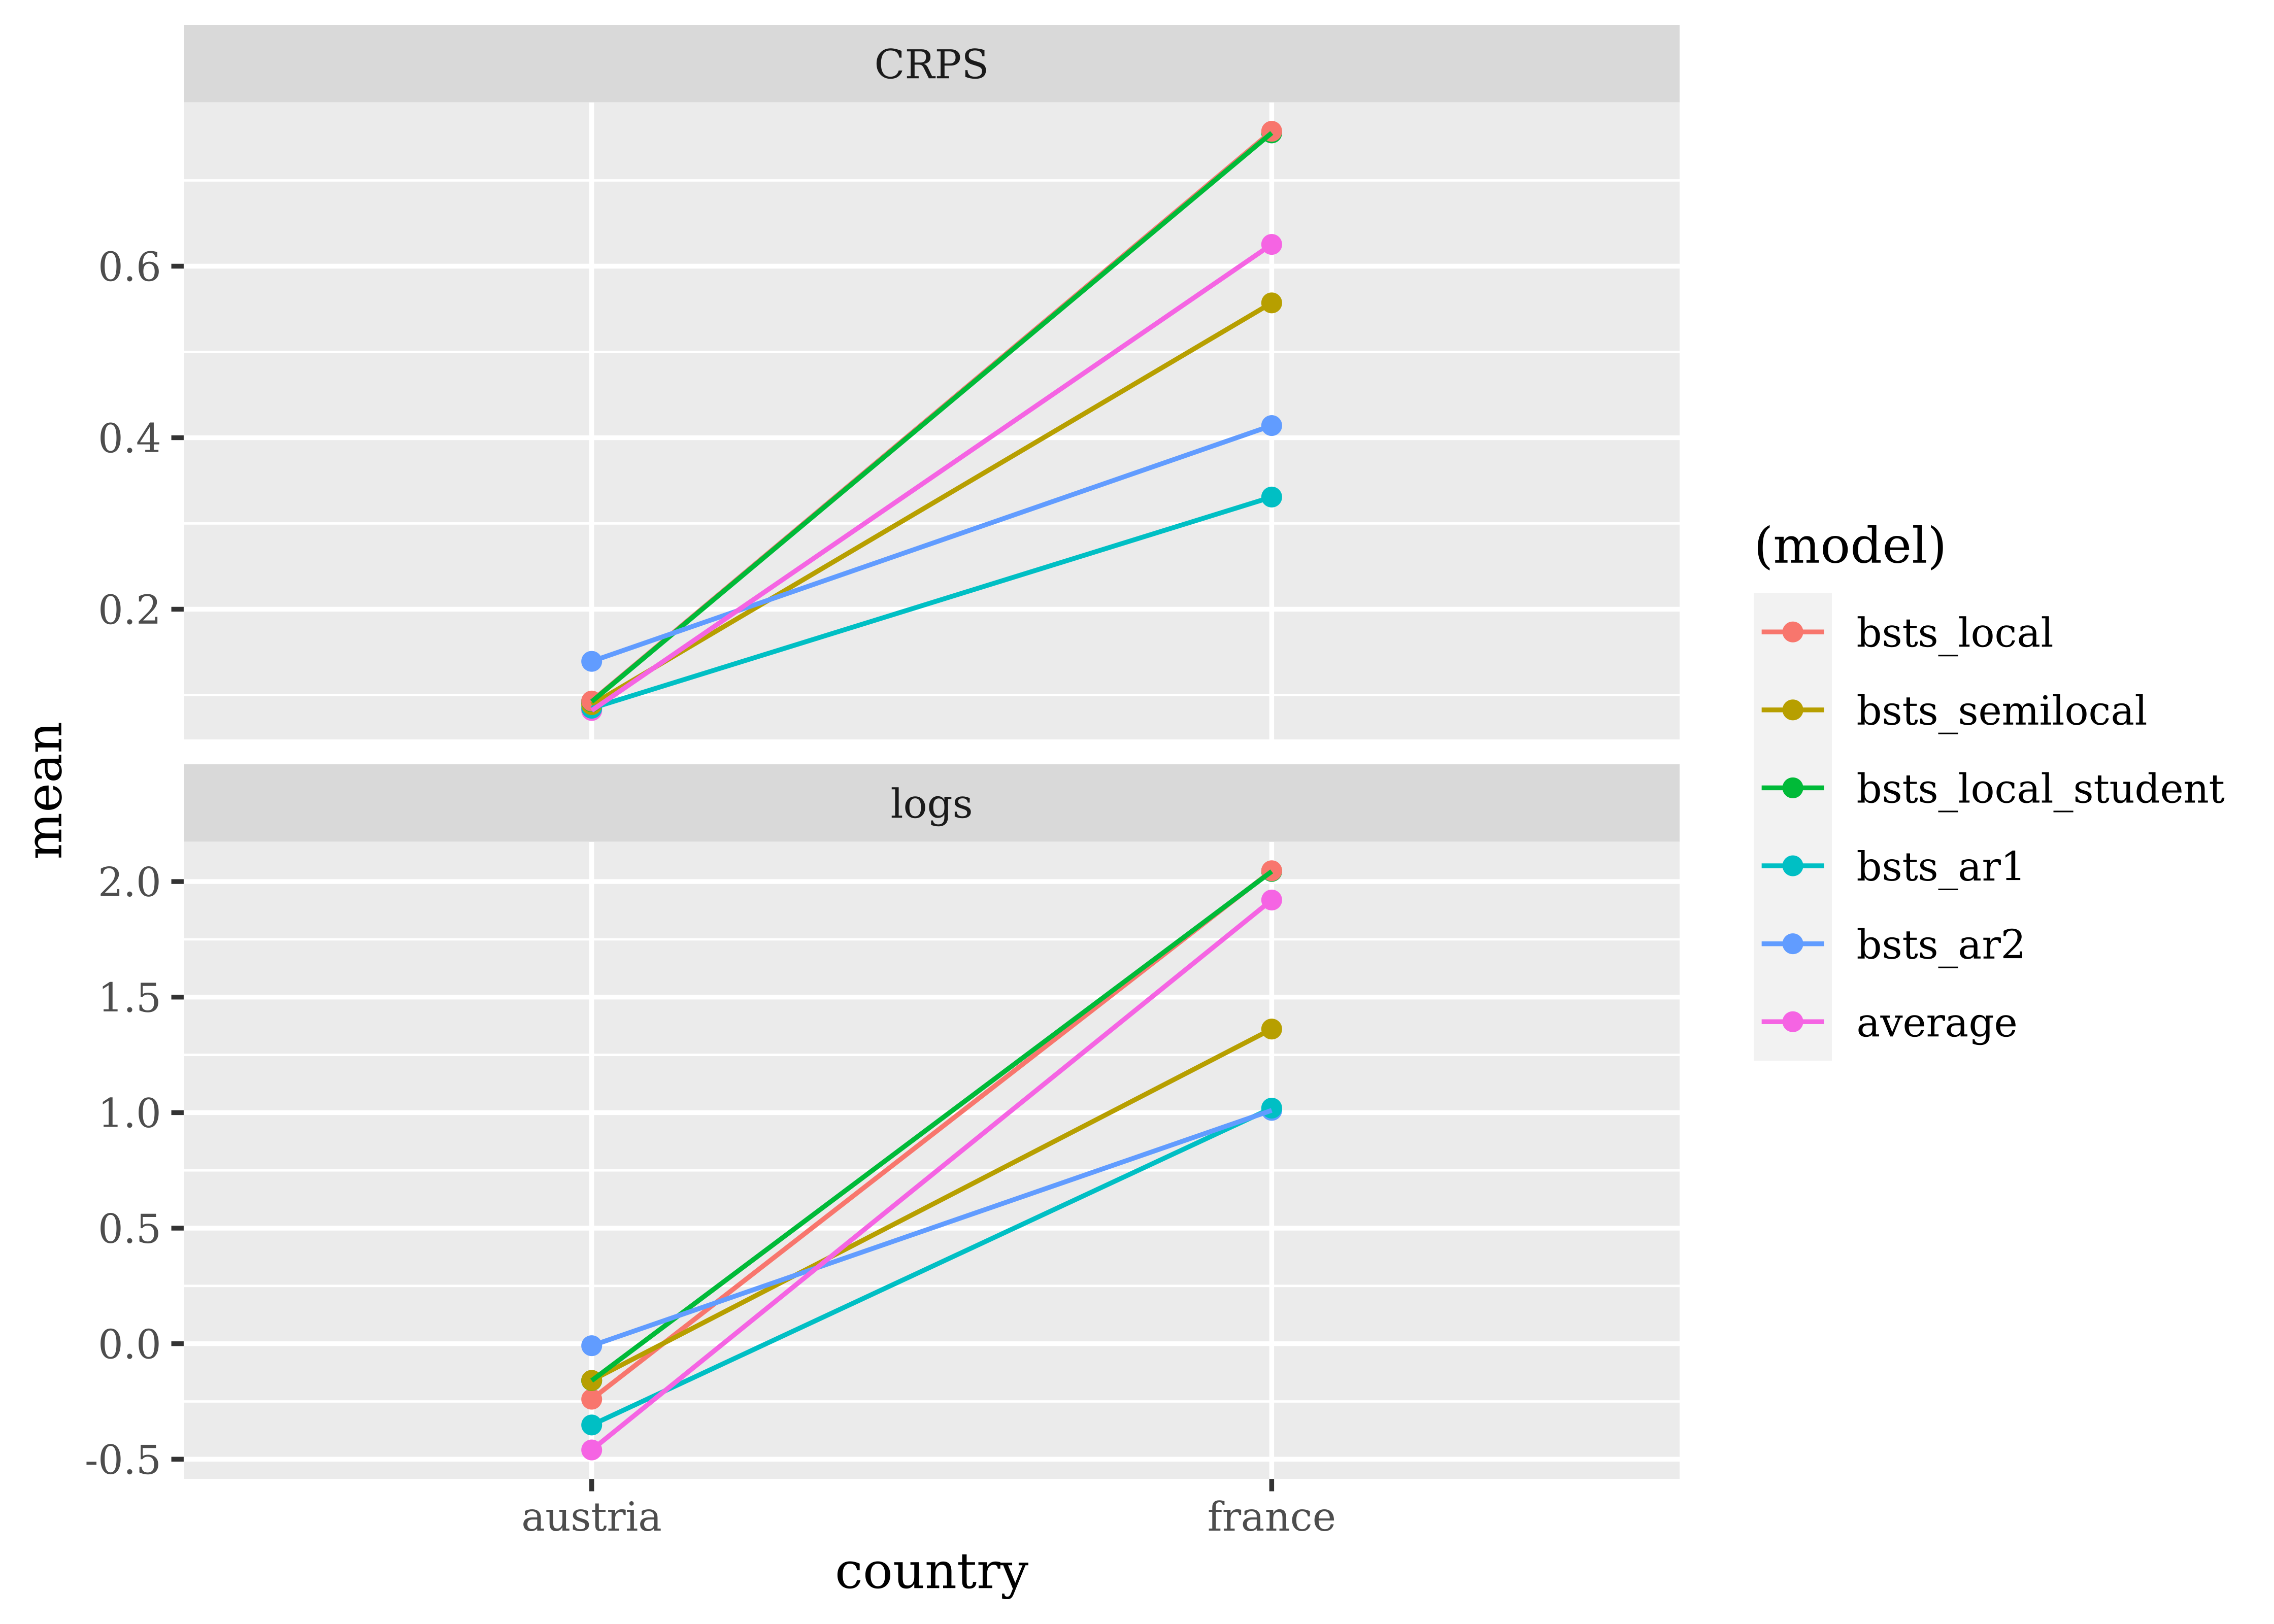 CRPS
0.6
0.4
0.2
logs
2.0
1.5
1.0
0.5
0.0
-0.5
mean
austria
france
country
(model)
bsts_local
bsts_semilocal
bsts_local_student
bsts_ar1
bsts_ar2
average